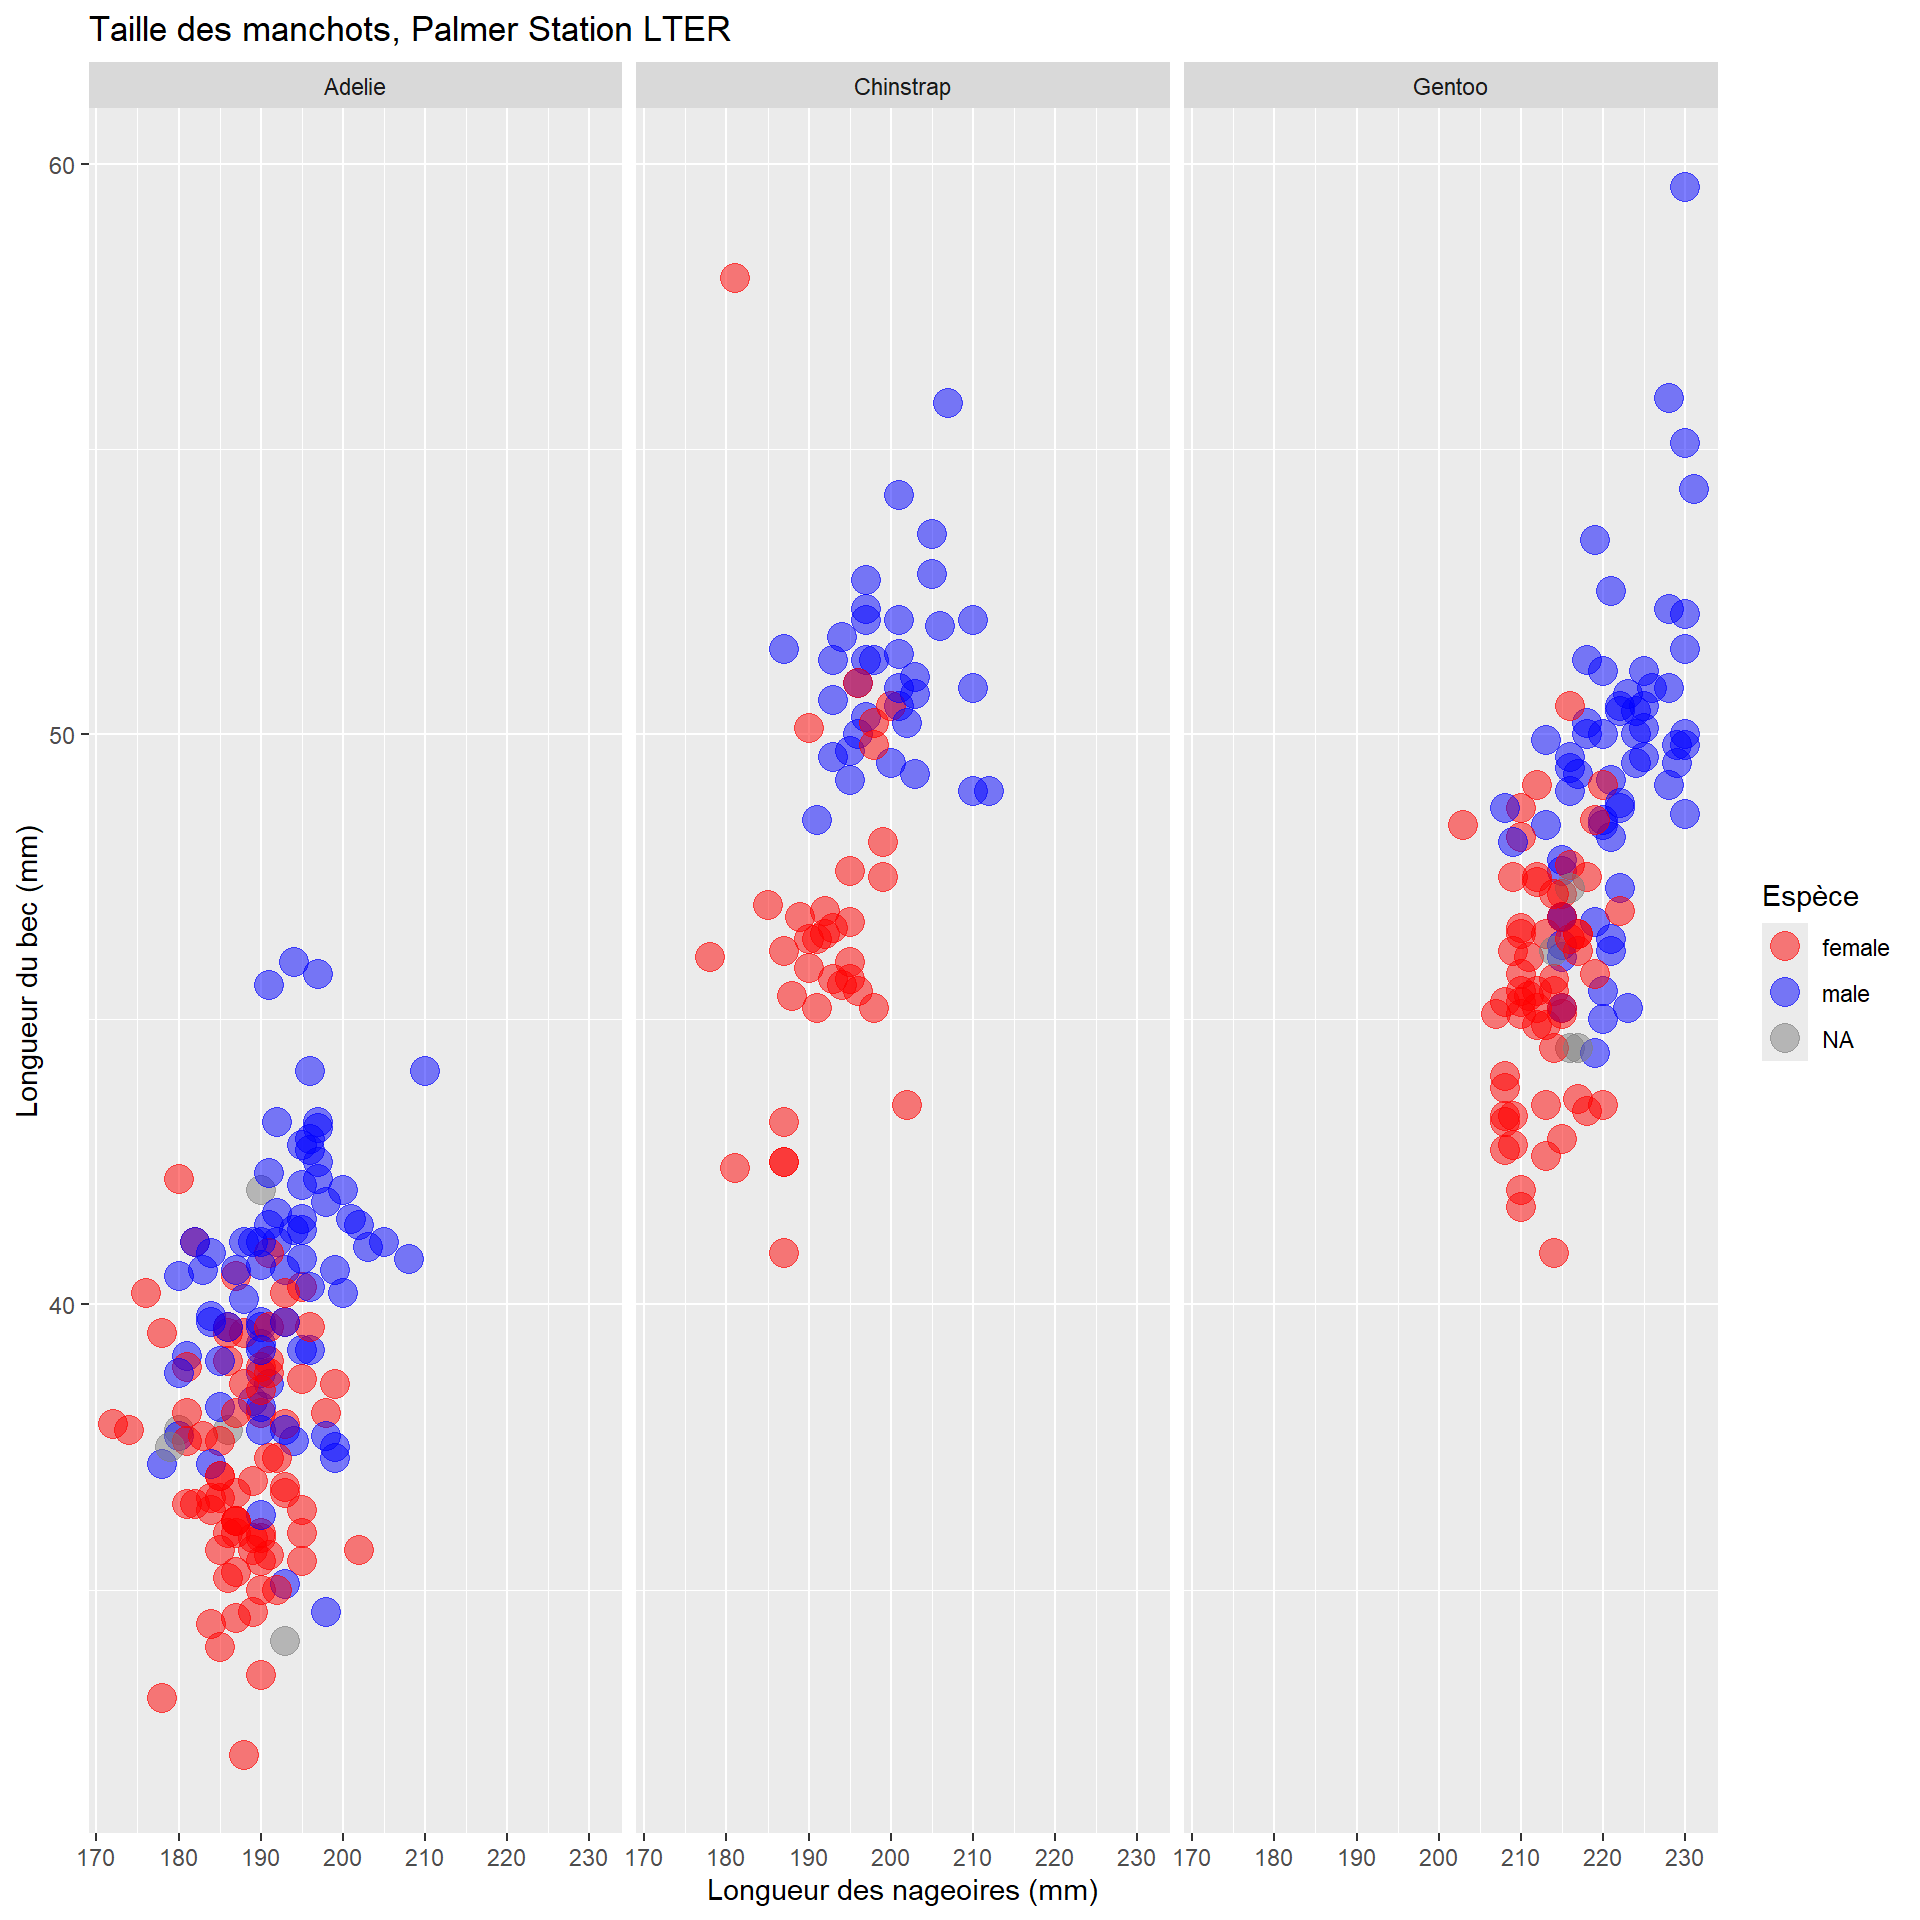 Taille des manchots, Palmer Station LTER
Adelie
Chinstrap
Gentoo
60
50
40
Longueur du bec (mm)
170 180 190 200 210 220 230
170 180 190 200 210 220 230
170 180 190 200 210 220 230
Longueur des nageoires (mm)
Espèce
female
male
NA